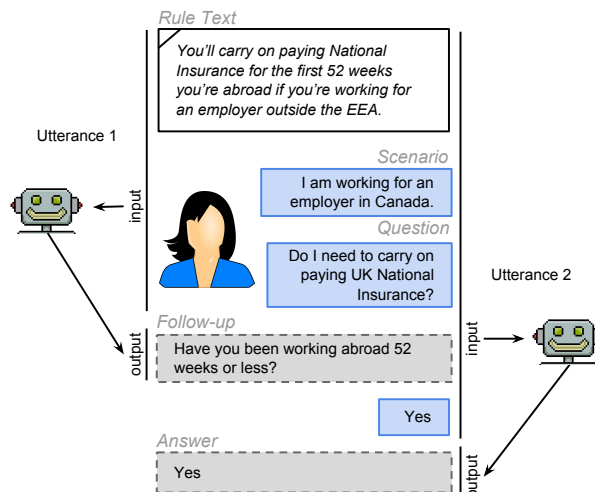 Rule Text
You'll carry on paying National
Insurance for the first 52 weeks
you're abroad if you're working for
an employer outside the EEA.
Utterance 1
input
Scenario
I am working for an
employer in Canada.
Question
Do I need to carry on
paying UK National
Insurance?
Utterance 2
Follow-up
output
Have you been working abroad 52
weeks or less?
input
Yes
Answer
Yes
output